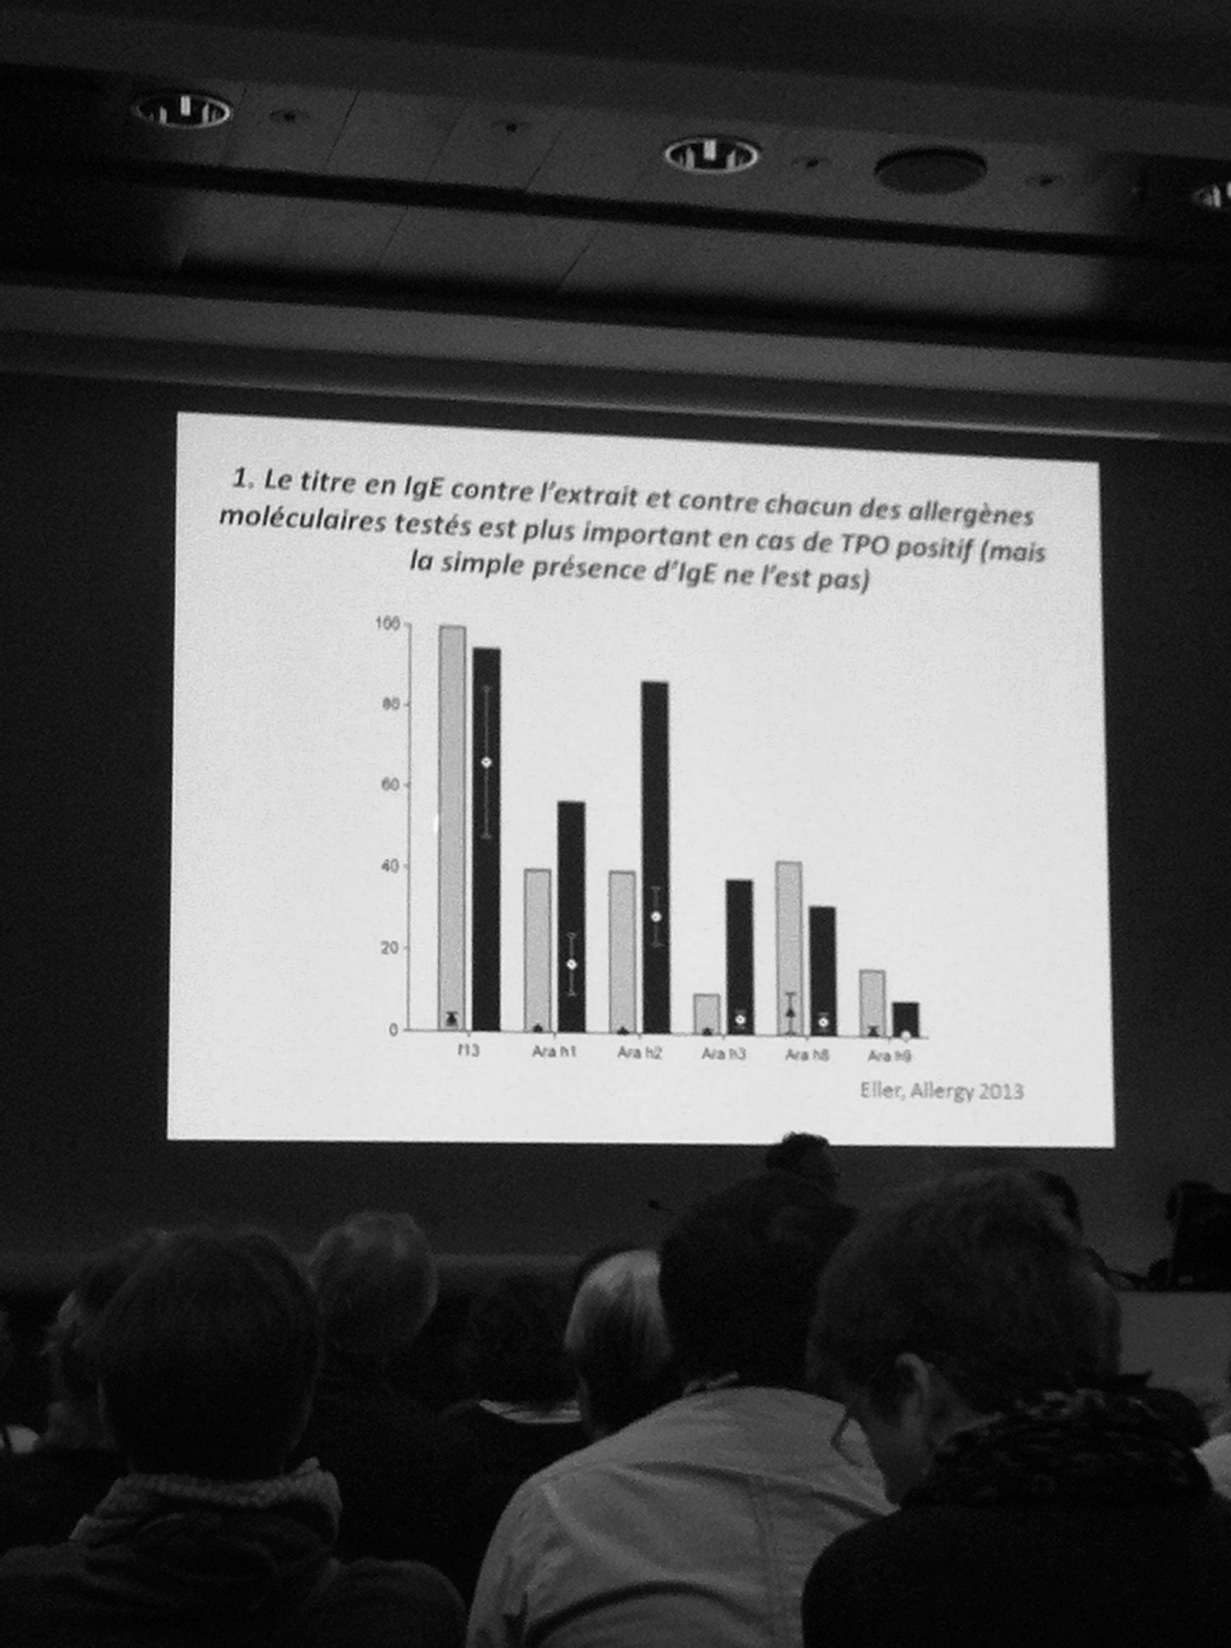 1. Le titre en IgE contre l'extrait et contre chacun des allergènes
moléculaires testés est plus important en cas de TPO positif (mais
la simple présence d'IgE ne l'est pas)
100
80
60
40
20
0
f13 Ara h1 Ara h2 Ara h3 Ara h8 Ara h9
Eller, Allergy 2013